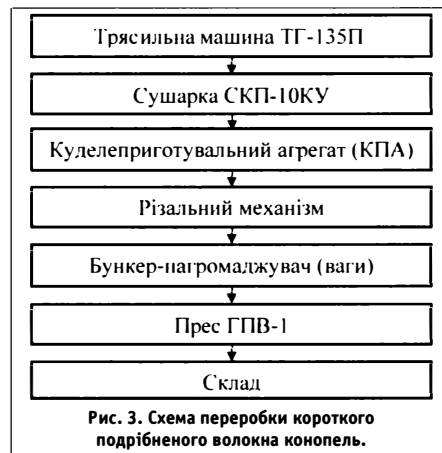 Трясильна машина ТГ-135П
Сушарка СКП-10КУ
Куделеприготувальний агрегат (КПА)
Різальний механізм
Бункер-нагромаджувач (ваги)
Прес ГПВ-1
Склад
Рис. 3. Схема переробки короткого
подрібненого волокна конопель.